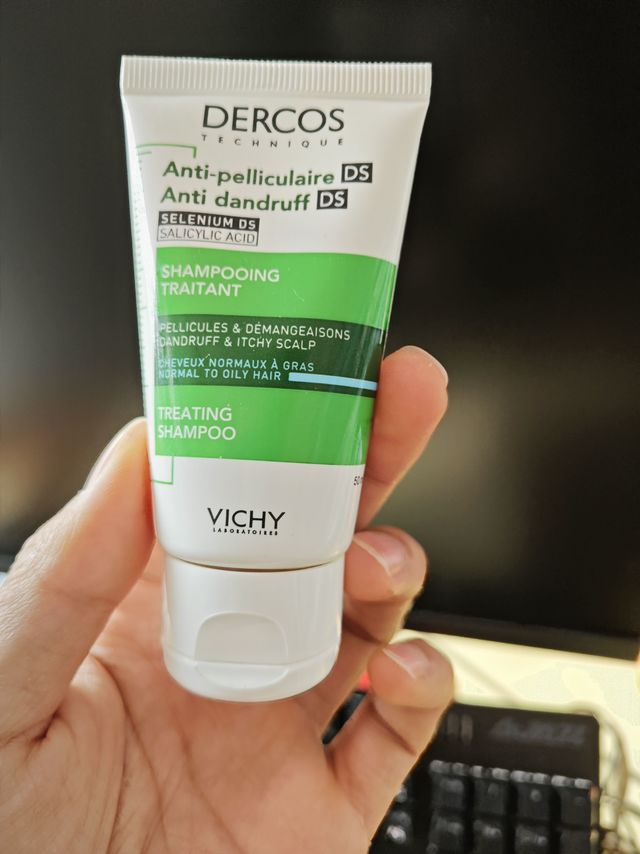 DERCOS
TECHNIQUE
Anti-pelliculaire DS
Anti dandruff DS
SELENIUM DS
SALICYLIC ACID
SHAMPOOING
TRAITANT
PELLICULES & DÉMANGEAISONS
DANDRUFF & ITCHY SCALP
CHEVEUX NORMAUX À GRAS
NORMAL TO OILY HAIR
TREATING
SHAMPOO
50
VICHY
LABORATOIRES